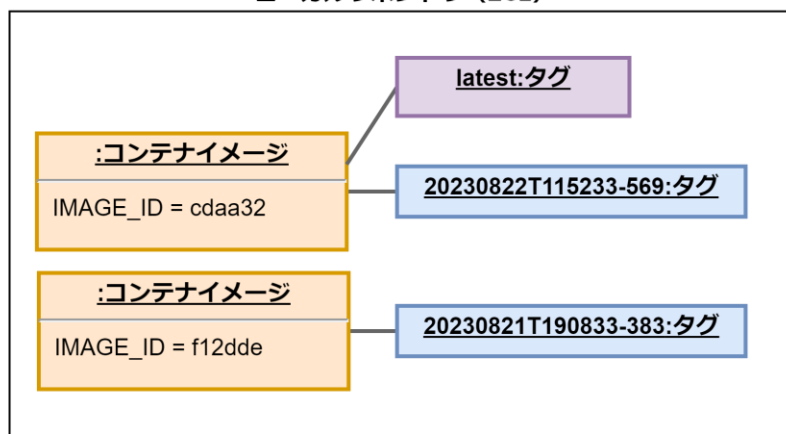 latest:タグ
:コンテナイメージ
IMAGE_ID = cdaa32
20230822T115233-569:タグ
:コンテナイメージ
IMAGE_ID = f12dde
20230821T190833-383:タグ